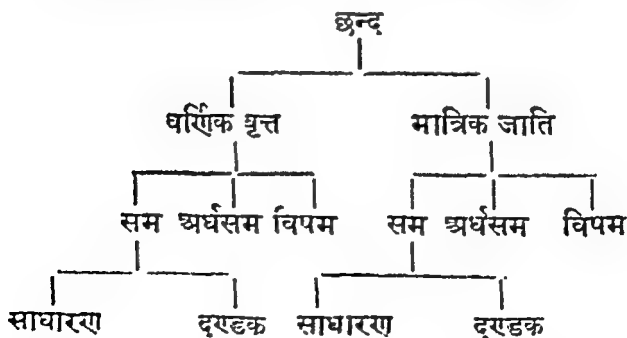 छन्द
वर्णिक वृत्त मात्रिक जाति
सम अर्धसम विषम सम अर्धसम विषम
साधारण दण्डक साधारण दण्डक